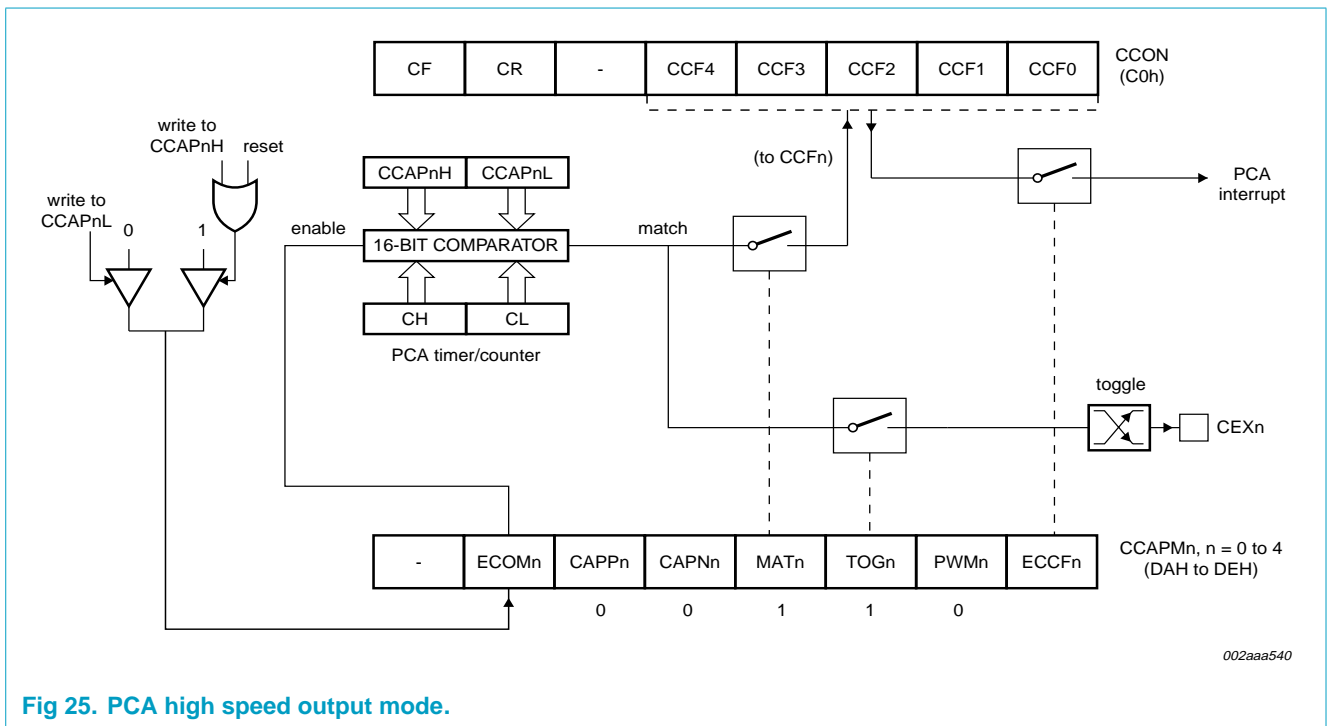 CF CR - CCF4 CCF3 CCF2 CCF1 CCF0
CCON
(C0h)
write to
CCAPnH
reset
(to CCFn)
PCA
interrupt
write to
CCAPnL
0
1
CCAPnH CCAPnL
enable
16-BIT COMPARATOR
match
CH CL
PCA timer/counter
toggle
CEXn
- ECOMn CAPPn CAPNn MATn TOGn PWMn ECCFn
CCAPMn, n = 0 to 4
(DAH to DEH)
0 0 1 1 0
002aaa540
Fig 25. PCA high speed output mode.